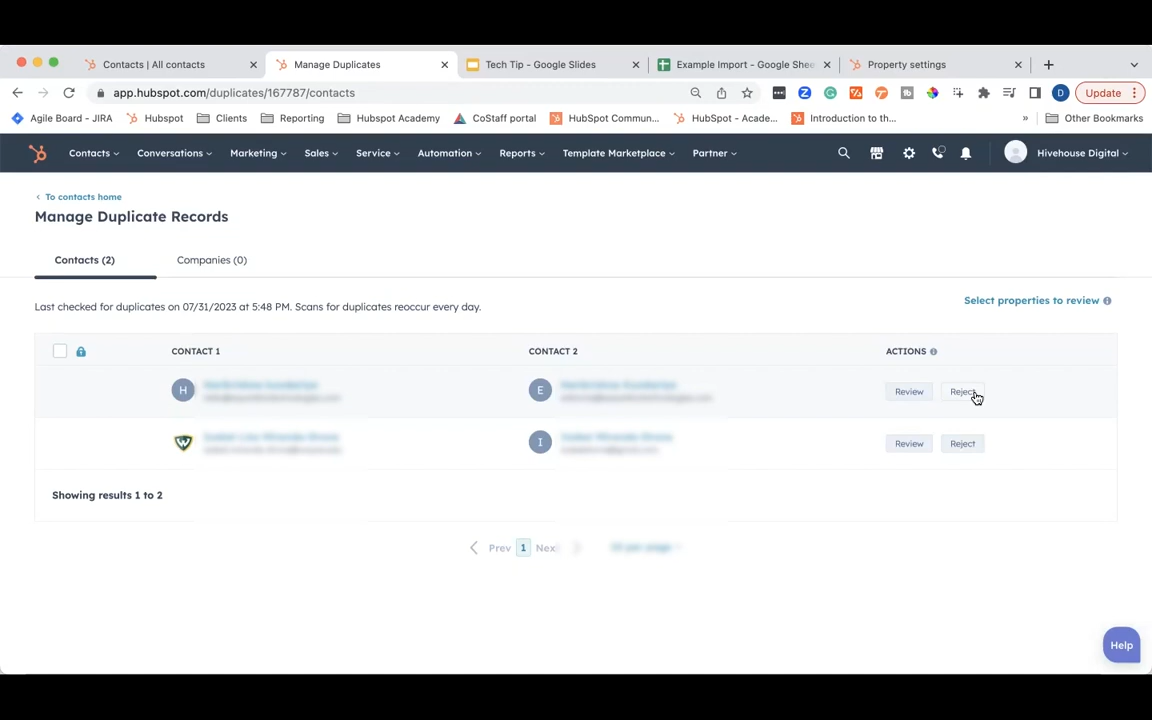 Contacts | All contacts
Manage Duplicates
Tech Tip - Google Slides
Example Import - Google Shee
Property settings
app.hubspot.com/duplicates/167787/contacts
D
Update
Agile Board - JIRA
Hubspot
Clients
Reporting
Hubspot Academy
CoStaff portal
HubSpot Commun...
HubSpot - Acade...
Introduction to th...
»
Other Bookmarks
Contacts
Conversations
Marketing
Sales
Service
Automation
Reports
Template Marketplace
Partner
Hivehouse Digital
To contacts home
Manage Duplicate Records
Contacts (2)
Companies (0)
Last checked for duplicates on 07/31/2023 at 5:48 PM. Scans for duplicates reoccur every day.
Select properties to review
CONTACT 1
CONTACT 2
ACTIONS
H
E
Review
Reject
I
Review
Reject
Showing results 1 to 2
Prev
1
Nex
Help